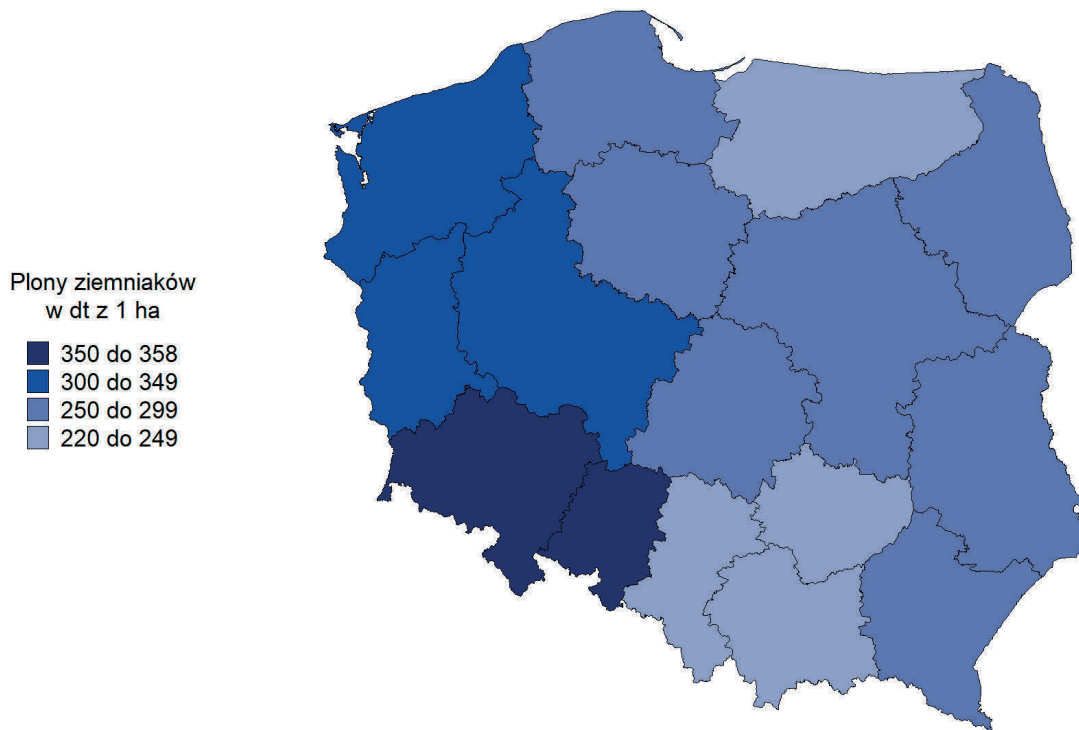 Plony ziemniaków
w dt z 1 ha
350 do 358
300 do 349
250 do 299
220 do 249